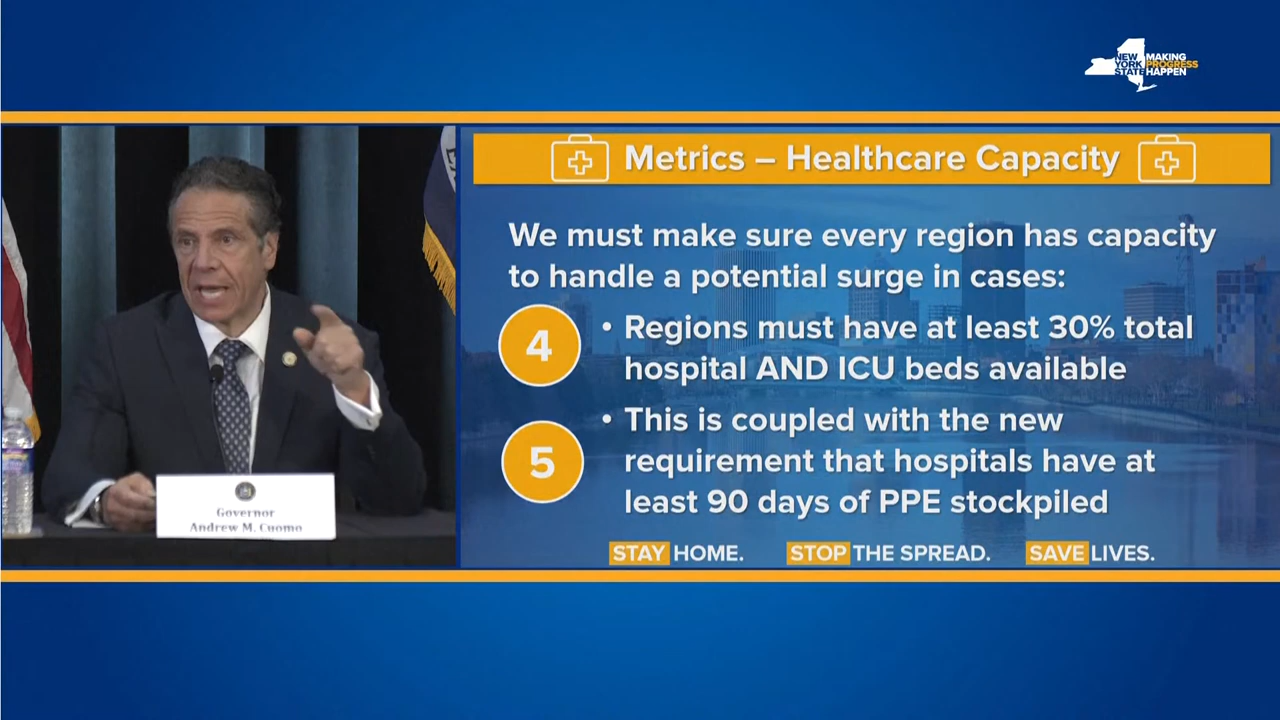 NEW
YORK
STATE
MAKING
PROGRESS
HAPPEN
Metrics – Healthcare Capacity
We must make sure every region has capacity
to handle a potential surge in cases:
4
• Regions must have at least 30% total
hospital AND ICU beds available
5
• This is coupled with the new
requirement that hospitals have at
least 90 days of PPE stockpiled
STAY HOME. STOP THE SPREAD. SAVE LIVES.
Governor
Andrew M. Cuomo